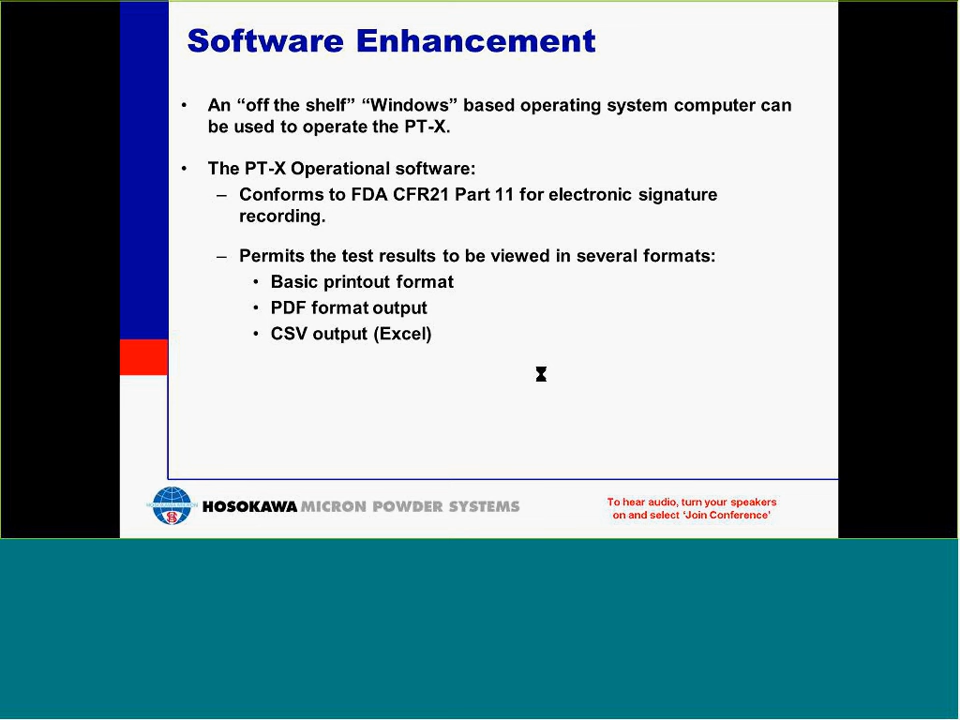 Software Enhancement
• An “off the shelf” “Windows” based operating system computer can
be used to operate the PT-X.
• The PT-X Operational software:
– Conforms to FDA CFR21 Part 11 for electronic signature
recording.
– Permits the test results to be viewed in several formats:
• Basic printout format
• PDF format output
• CSV output (Excel)
HOSOKAWA MICRON POWDER SYSTEMS
To hear audio, turn your speakers
on and select ‘Join Conference’